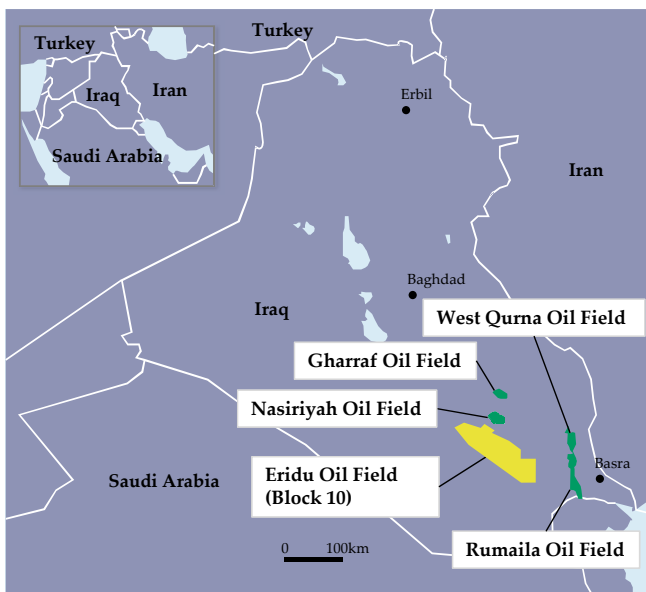 Turkey
Iraq
Iran
Saudi Arabia
Turkey
Erbil
Iran
Baghdad
Iraq
West Qurna Oil Field
Gharraf Oil Field
Nasiriyah Oil Field
Eridu Oil Field
(Block 10)
Basra
Saudi Arabia
Rumaila Oil Field
0 100km